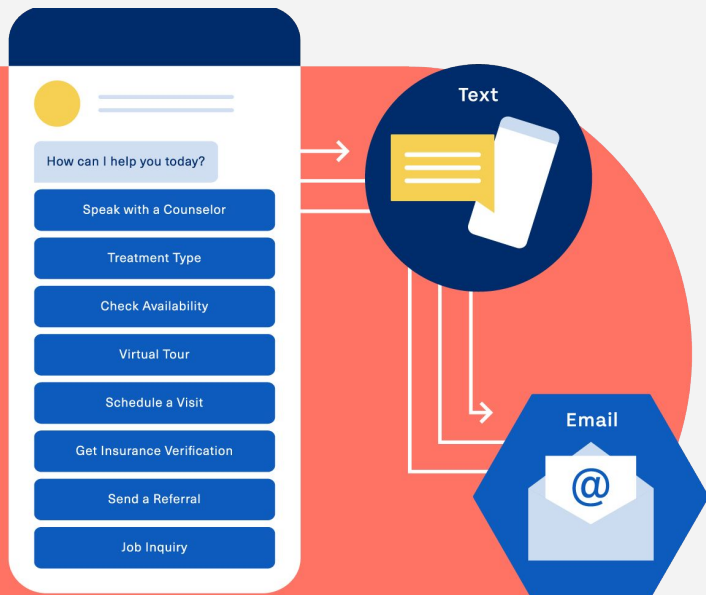 Text
How can I help you today?
Speak with a Counselor
Treatment Type
Check Availability
Virtual Tour
Schedule a Visit
Get Insurance Verification
Send a Referral
Job Inquiry
Email
@